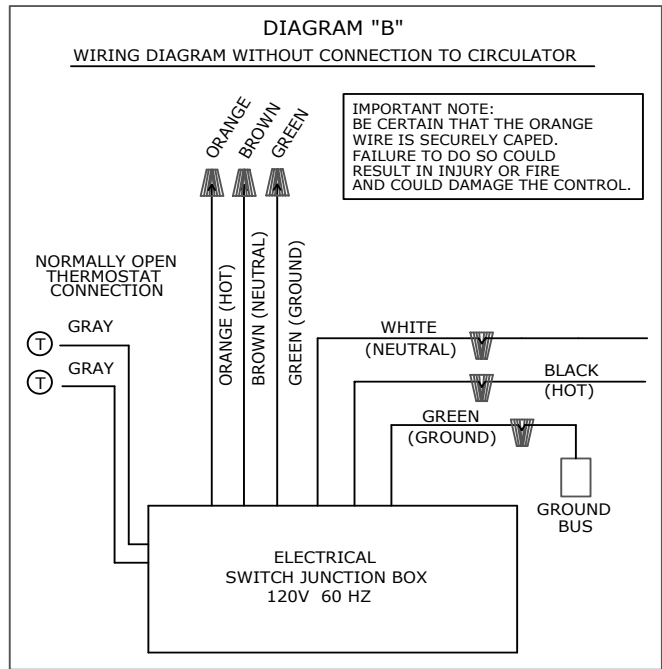 DIAGRAM "B"
WIRING DIAGRAM WITHOUT CONNECTION TO CIRCULATOR
ORANGE
BROWN
GREEN
IMPORTANT NOTE:
BE CERTAIN THAT THE ORANGE
WIRE IS SECURELY CAPED.
FAILURE TO DO SO COULD
RESULT IN INJURY OR FIRE
AND COULD DAMAGE THE CONTROL.
NORMALLY OPEN
THERMOSTAT
CONNECTION
T
GRAY
T
GRAY
ORANGE (HOT)
BROWN (NEUTRAL)
GREEN (GROUND)
WHITE
(NEUTRAL)
BLACK
(HOT)
GREEN
(GROUND)
GROUND
BUS
ELECTRICAL
SWITCH JUNCTION BOX
120V 60 HZ